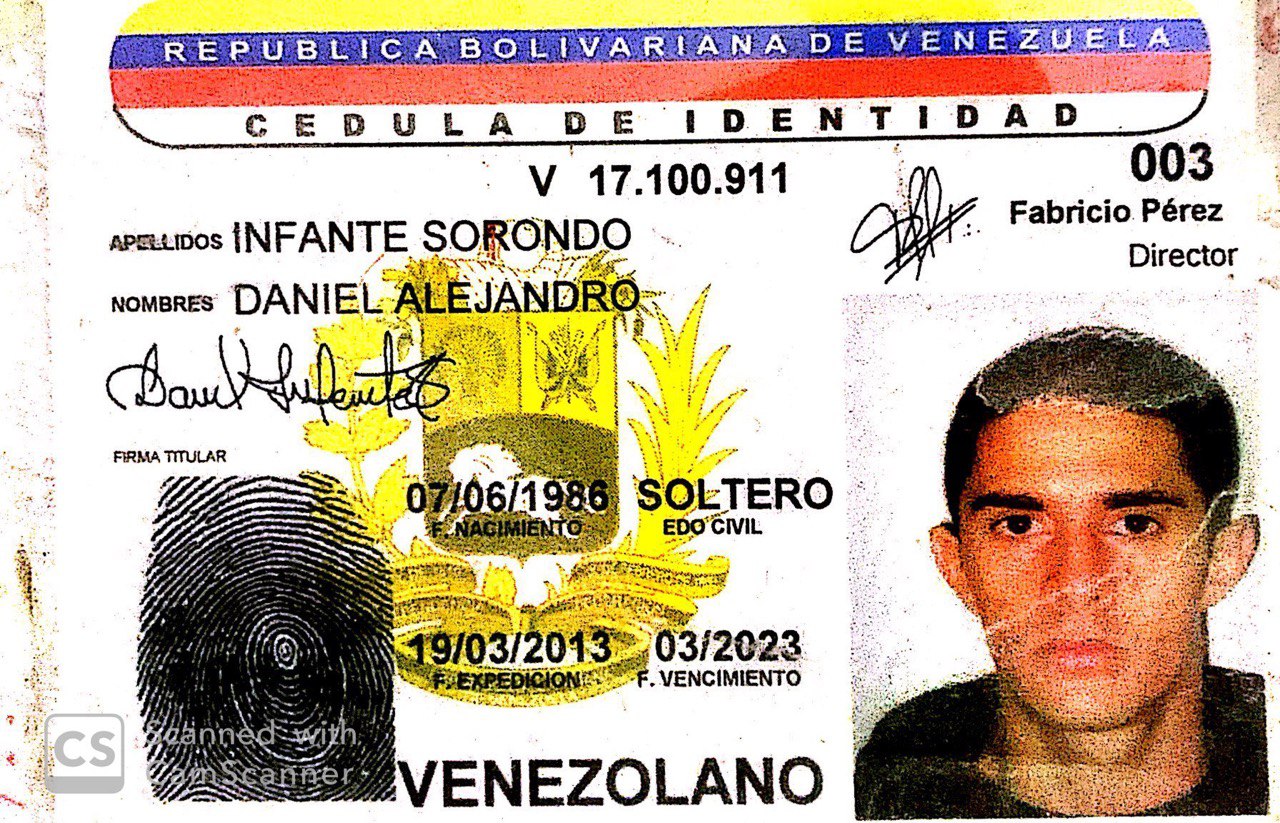 REPUBLICA BOLIVARIANA DE VENEZUELA
CEDULA DE IDENTIDAD
V 17.100.911
003
Fabricio Pérez
Director
APELLIDOS INFANTE SORONDO
NOMBRES DANIEL ALEJANDRO
Daniel Infante
FIRMA TITULAR
07/06/1986 SOLTERO
F. NACIMIENTO EDO CIVIL
19/03/2013 03/2023
F. EXPEDICION F. VENCIMIENTO
VENEZOLANO
CS Scanned with
CamScanner